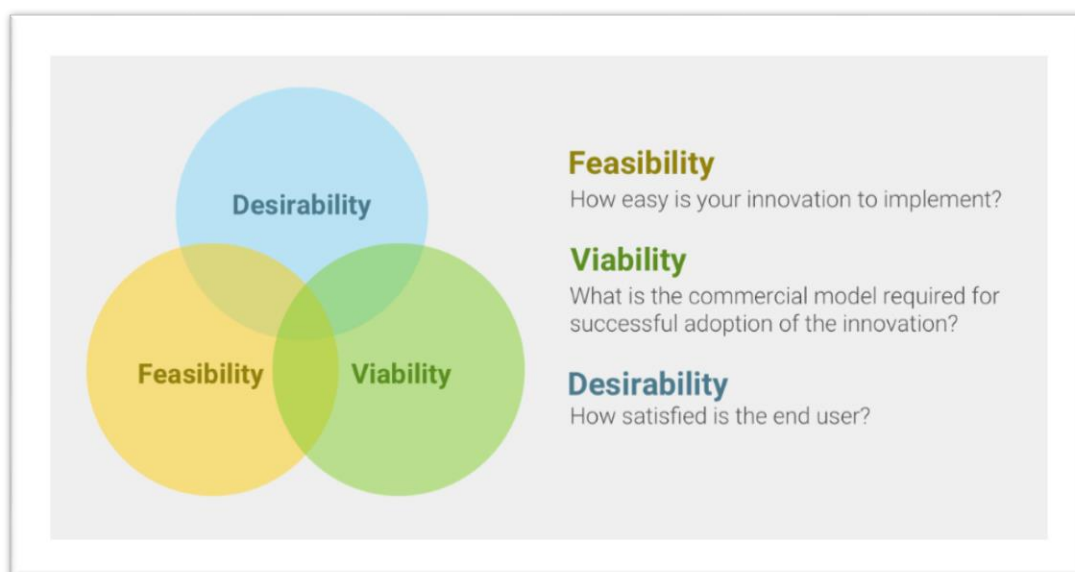 Desirability
Feasibility
Viability
Feasibility
How easy is your innovation to implement?
Viability
What is the commercial model required for
successful adoption of the innovation?
Desirability
How satisfied is the end user?